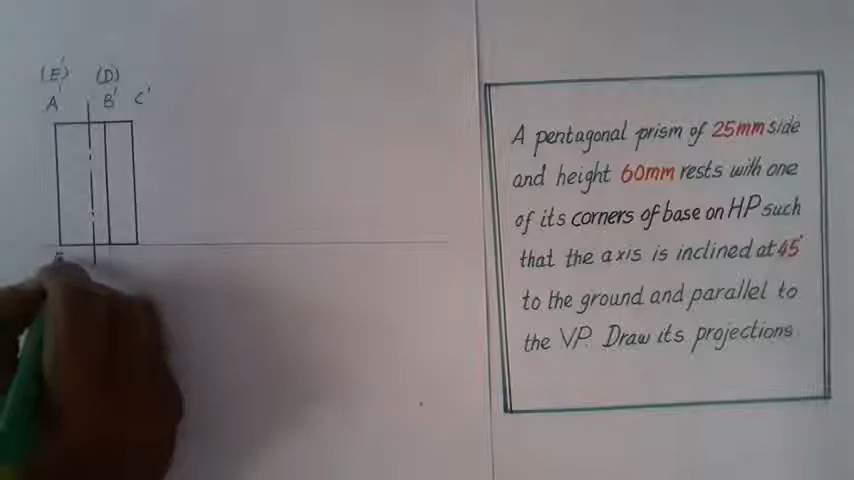 (E') (D)
A' B' C'
A pentagonal prism of 25mm side
and height 60mm rests with one
of its corners of base on HP such
that the axis is inclined at 45°
to the ground and parallel to
the VP. Draw its projections